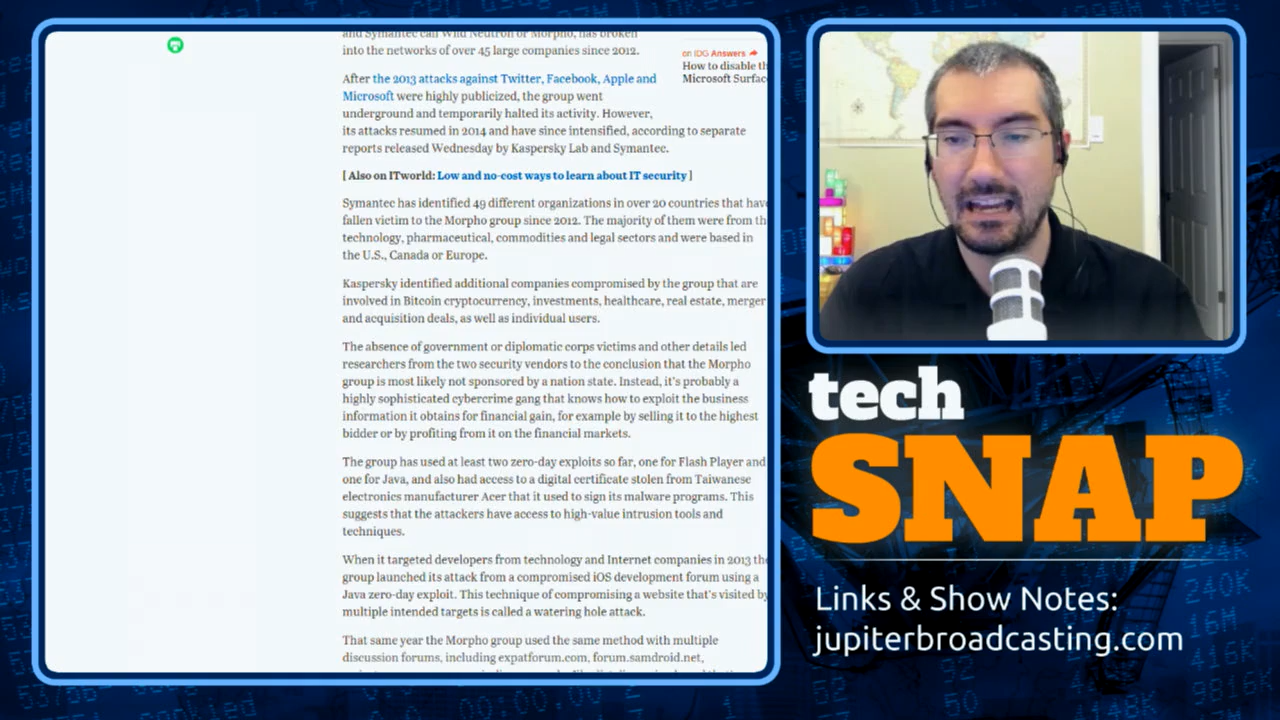 and Symantec call Wild Neutron or Morpho, has broken
into the networks of over 45 large companies since 2012.
After the 2013 attacks against Twitter, Facebook, Apple and
Microsoft were highly publicized, the group went
underground and temporarily halted its activity. However,
its attacks resumed in 2014 and have since intensified, according to separate
reports released Wednesday by Kaspersky Lab and Symantec.
[ Also on ITworld: Low and no-cost ways to learn about IT security ]
Symantec has identified 49 different organizations in over 20 countries that have
fallen victim to the Morpho group since 2012. The majority of them were from th
technology, pharmaceutical, commodities and legal sectors and were based in
the U.S., Canada or Europe.
Kaspersky identified additional companies compromised by the group that are
involved in Bitcoin cryptocurrency, investments, healthcare, real estate, merger
and acquisition deals, as well as individual users.
The absence of government or diplomatic corps victims and other details led
researchers from the two security vendors to the conclusion that the Morpho
group is most likely not sponsored by a nation state. Instead, it's probably a
highly sophisticated cybercrime gang that knows how to exploit the business
information it obtains for financial gain, for example by selling it to the highest
bidder or by profiting from it on the financial markets.
The group has used at least two zero-day exploits so far, one for Flash Player and
one for Java, and also had access to a digital certificate stolen from Taiwanese
electronics manufacturer Acer that it used to sign its malware programs. This
suggests that the attackers have access to high-value intrusion tools and
techniques.
When it targeted developers from technology and Internet companies in 2013 the
group launched its attack from a compromised iOS development forum using a
Java zero-day exploit. This technique of compromising a website that's visited by
multiple intended targets is called a watering hole attack.
That same year the Morpho group used the same method with multiple
discussion forums, including expatforum.com, forum.samdroid.net,
on IDG Answers
How to disable th
Microsoft Surfac
tech
SNAP
Links & Show Notes:
jupiterbroadcasting.com